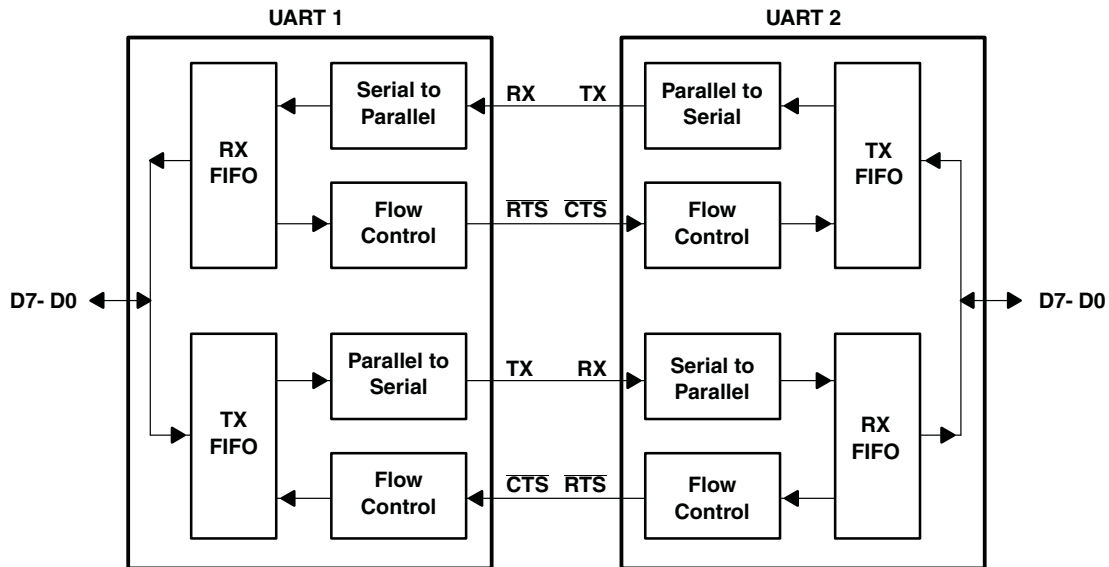 UART 1
UART 2
Serial to
Parallel
RX
TX
Parallel to
Serial
RX
FIFO
TX
FIFO
Flow
Control
RTS
CTS
Flow
Control
D7- D0
D7- D0
Parallel to
Serial
TX
RX
Serial to
Parallel
TX
FIFO
RX
FIFO
Flow
Control
CTS
RTS
Flow
Control